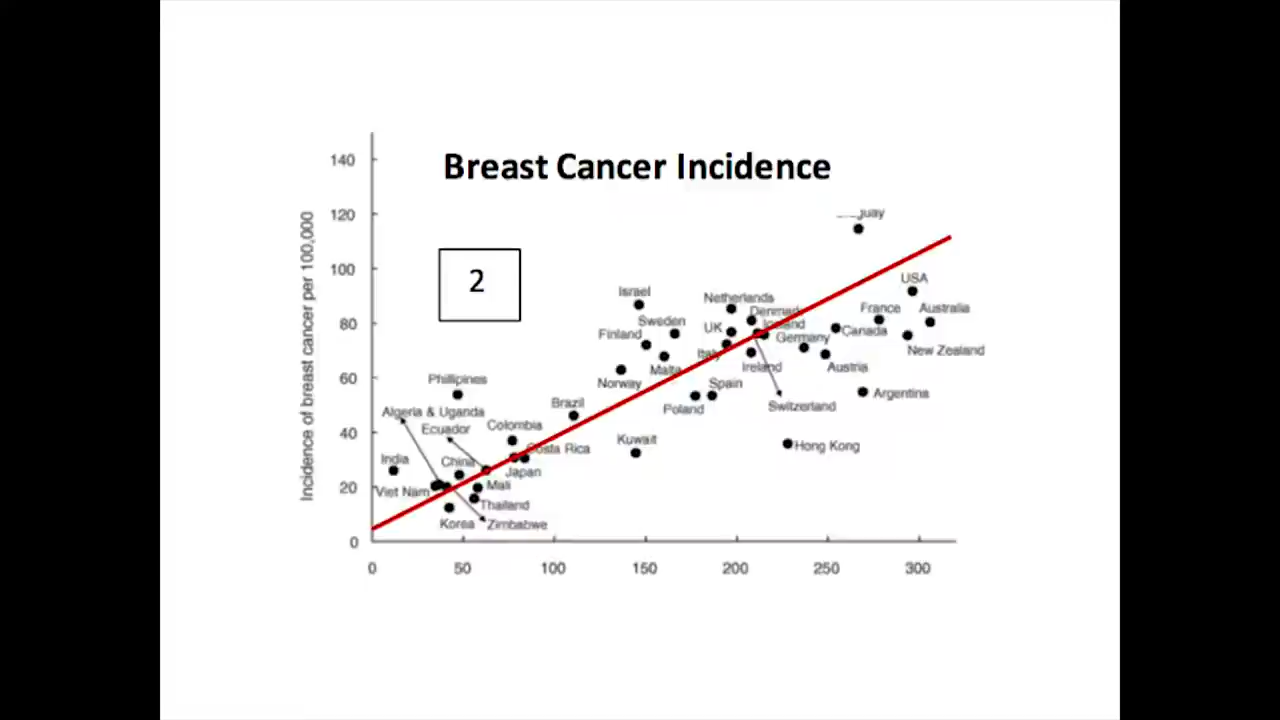 Breast Cancer Incidence
2
Incidence of breast cancer per 100,000
140
120
100
80
60
40
20
0
0 50 100 150 200 250 300
USA
Israel
Netherlands
France
Australia
Sweden
Denmark
UK
Iceland
Canada
Finland
Germany
New Zealand
Italy
Malta
Ireland
Austria
Norway
Spain
Phillipines
Argentina
Brazil
Poland
Switzerland
Algeria & Uganda
Ecuador
Colombia
Kuwait
Hong Kong
Costa Rica
India
China
Japan
Viet Nam
Mali
Thailand
Korea
Zimbabwe